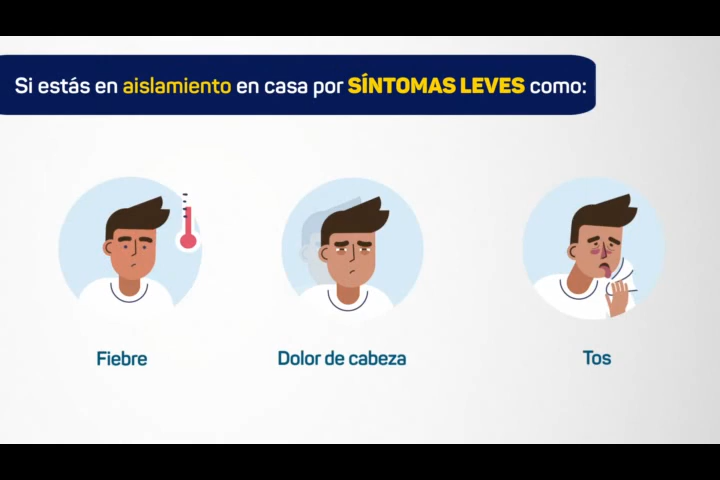 Si estás en aislamiento en casa por SÍNTOMAS LEVES como:
Fiebre
Dolor de cabeza
Tos